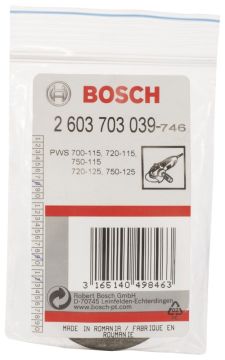 BOSCH
2 603 703 039-746
PWS 700-115, 720-115,
750-115
720-125, 750-125
3 165140 498463
Robert Bosch GmbH
D-70745 Leinfelden-Echterdingen
www.bosch-pt.com
MADE IN ROMANIA / FABRIQUE EN
ROUMANIE